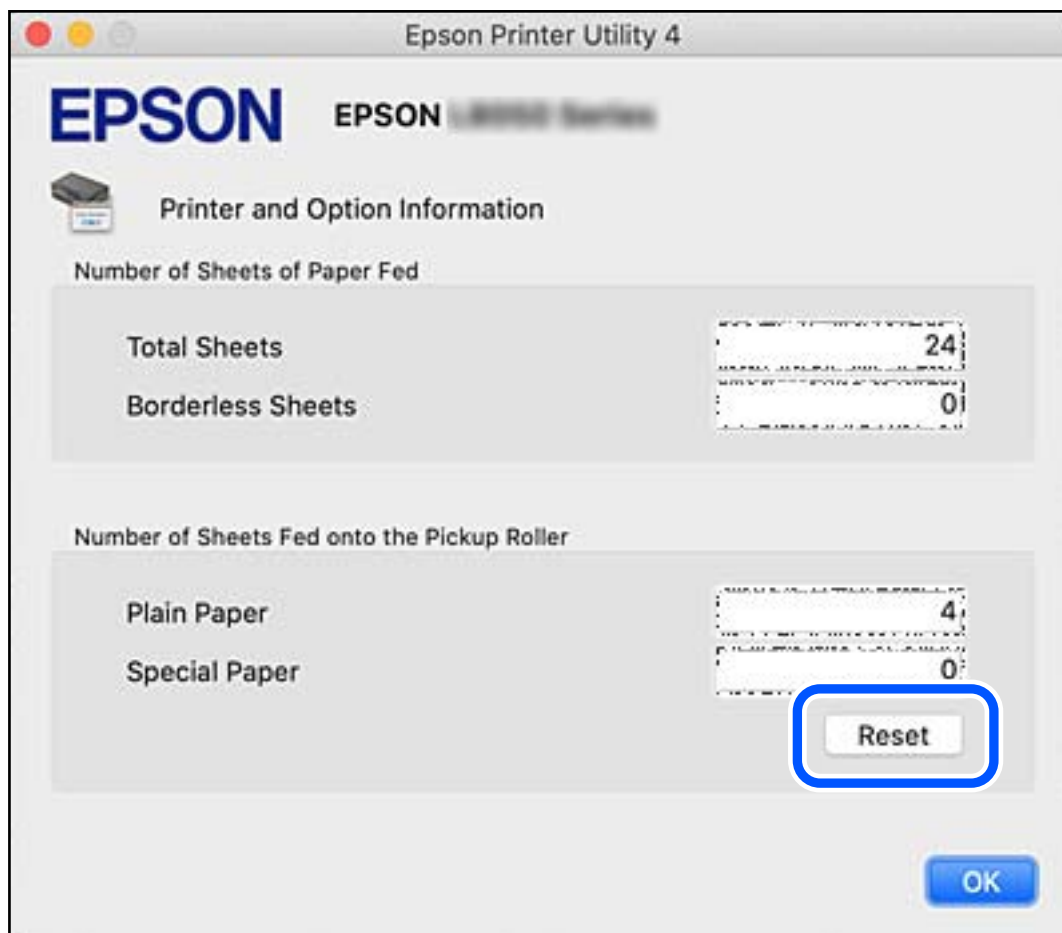 Epson Printer Utility 4
EPSON EPSON
Printer and Option Information
Number of Sheets of Paper Fed
Total Sheets 24
Borderless Sheets 0
Number of Sheets Fed onto the Pickup Roller
Plain Paper 4
Special Paper 0
Reset
OK